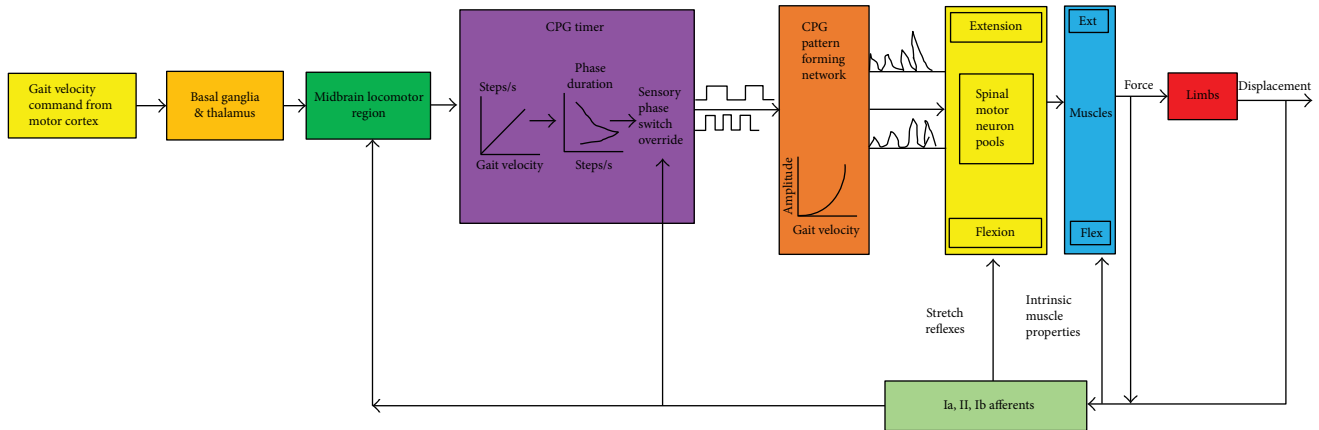 Gait velocity
command from
motor cortex
Basal ganglia
& thalamus
Midbrain locomotor
region
CPG timer
Steps/s
Gait velocity
Phase
duration
Steps/s
Sensory
phase
switch
override
CPG
pattern
forming
network
Amplitude
Gait velocity
Extension
Spinal
motor
neuron
pools
Flexion
Ext
Muscles
Flex
Force
Limbs
Displacement
Stretch
reflexes
Intrinsic
muscle
properties
Ia, II, Ib afferents